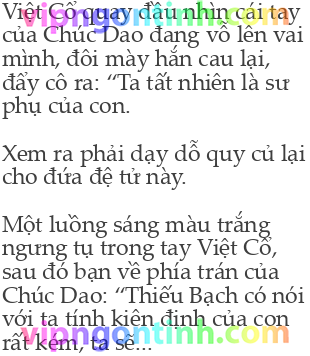 Việt Cổ quay đầu nhìn cái tay
của Chúc Dao đang vỗ lên vai
mình, đôi mày hắn cau lại,
đẩy cô ra: “Ta tất nhiên là sư
phụ của con.
Xem ra phải dạy dỗ quy củ lại
cho đứa đệ tử này.
Một luồng sáng màu trắng
ngưng tụ trong tay Việt Cổ,
sau đó bạn về phía trán của
Chúc Dao: “Thiếu Bạch có nói
với ta tính kiên định của con
rất kém, ta sẽ...
vipngontinh.com
vipngontinh.com
vipngontinh.com